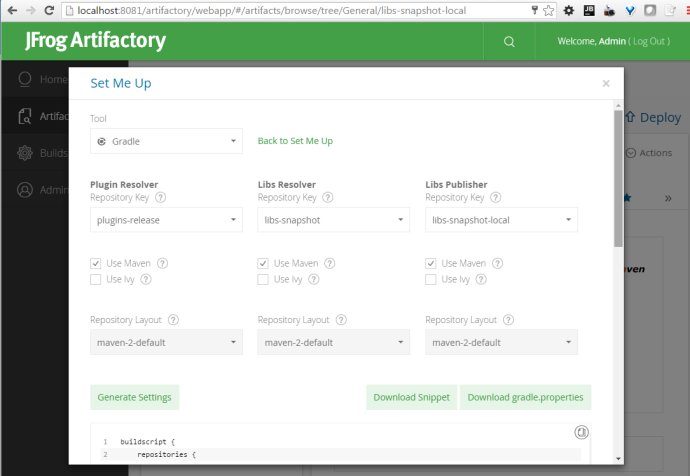 localhost:8081/artifactory/webapp/#/artifacts/browse/tree/General/libs-snapshot-local
JFrog Artifactory
Welcome, Admin ( Log Out )
Home
Set Me Up
×
Artifac
Deploy
Tool
Gradle
Back to Set Me Up
Builds
Actions
Admin
Plugin Resolver
Libs Resolver
Libs Publisher
Repository Key ?
Repository Key ?
Repository Key ?
»
plugins-release
libs-snapshot
libs-snapshot-local
Use Maven ?
Use Maven ?
Use Maven ?
Use Ivy ?
Use Ivy ?
Use Ivy ?
aven
Repository Layout ?
Repository Layout ?
Repository Layout ?
maven-2-default
maven-2-default
maven-2-default
Generate Settings
Download Snippet
Download gradle.properties
1 buildscript {
2 repositories {